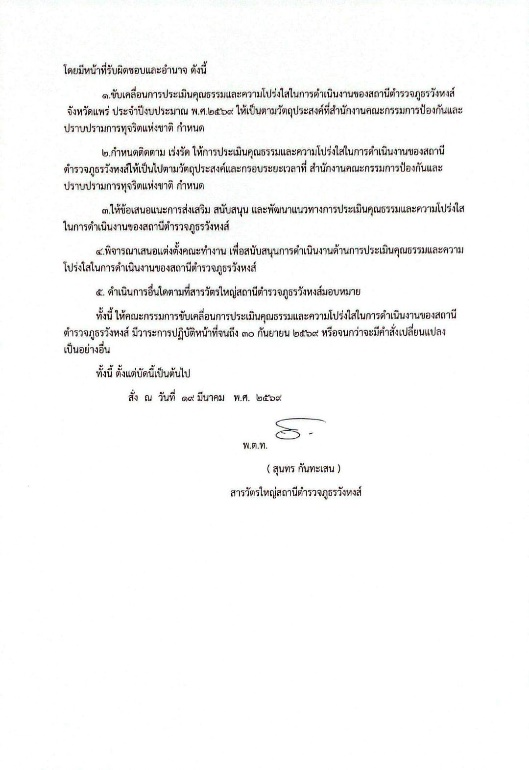 โดยมีหน้าที่รับผิดชอบและอำนาจ ดังนี้
๑.ขับเคลื่อนการประเมินคุณธรรมและความโปร่งใสในการดำเนินงานของสถานีตำรวจภูธรวังหงส์
จังหวัดแพร่ ประจำปีงบประมาณ พ.ศ.๒๕๖๙ ให้เป็นตามวัตถุประสงค์ที่สำนักงานคณะกรรมการป้องกันและ
ปราบปรามการทุจริตแห่งชาติ กำหนด
๒.กำหนดติดตาม เร่งรัด ให้การประเมินคุณธรรมและความโปร่งใสในการดำเนินงานของสถานี
ตำรวจภูธรวังหงส์ให้เป็นไปตามวัตถุประสงค์และกรอบระยะเวลาที่ สำนักงานคณะกรรมการป้องกันและ
ปราบปรามการทุจริตแห่งชาติ กำหนด
๓.ให้ข้อเสนอแนะการส่งเสริม สนับสนุน และพัฒนาแนวทางการประเมินคุณธรรมและความโปร่งใส
ในการดำเนินงานของสถานีตำรวจภูธรวังหงส์
๔.พิจารณาเสนอแต่งตั้งคณะทำงาน เพื่อสนับสนุนการดำเนินงานด้านการประเมินคุณธรรมและความ
โปร่งใสในการดำเนินงานของสถานีตำรวจภูธรวังหงส์
๕. ดำเนินการอื่นใดตามที่สารวัตรใหญ่สถานีตำรวจภูธรวังหงส์มอบหมาย
ทั้งนี้ ให้คณะกรรมการขับเคลื่อนการประเมินคุณธรรมและความโปร่งใสในการดำเนินงานของสถานี
ตำรวจภูธรวังหงส์ มีวาระการปฏิบัติหน้าที่จนถึง ๓๐ กันยายน ๒๕๖๙ หรือจนกว่าจะมีคำสั่งเปลี่ยนแปลง
เป็นอย่างอื่น
ทั้งนี้ ตั้งแต่บัดนี้เป็นต้นไป
สั่ง ณ วันที่ ๑๙ มีนาคม พ.ศ. ๒๕๖๙
พ.ต.ท.
( สุนทร กันทะเสน )
สารวัตรใหญ่สถานีตำรวจภูธรวังหงส์